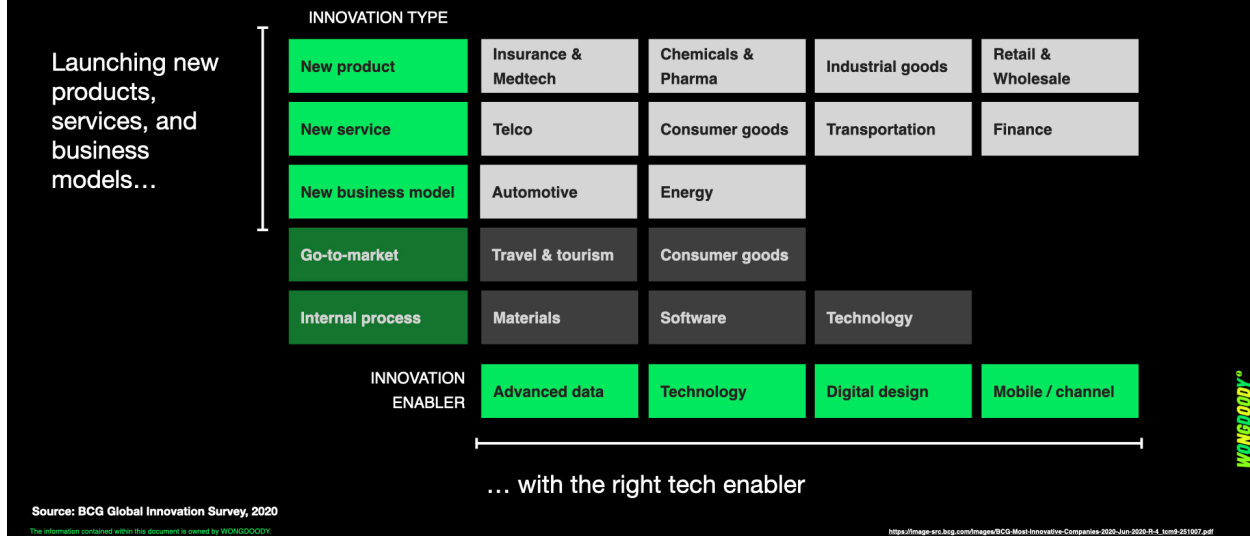 INNOVATION TYPE
Launching new
products,
services, and
business
models…
New product
Insurance &
Medtech
Chemicals &
Pharma
Industrial goods
Retail &
Wholesale
New service
Telco
Consumer goods
Transportation
Finance
New business model
Automotive
Energy
Go-to-market
Travel & tourism
Consumer goods
Internal process
Materials
Software
Technology
INNOVATION
ENABLER
Advanced data
Technology
Digital design
Mobile / channel
… with the right tech enabler
WONGDOODY
Source: BCG Global Innovation Survey, 2020
The information contained within this document is owned by WONGDOODY.
https://image-src.bcg.com/Images/BCG-Most-Innovative-Companies-2020-Jun-2020-R-4_tcm9-251007.pdf